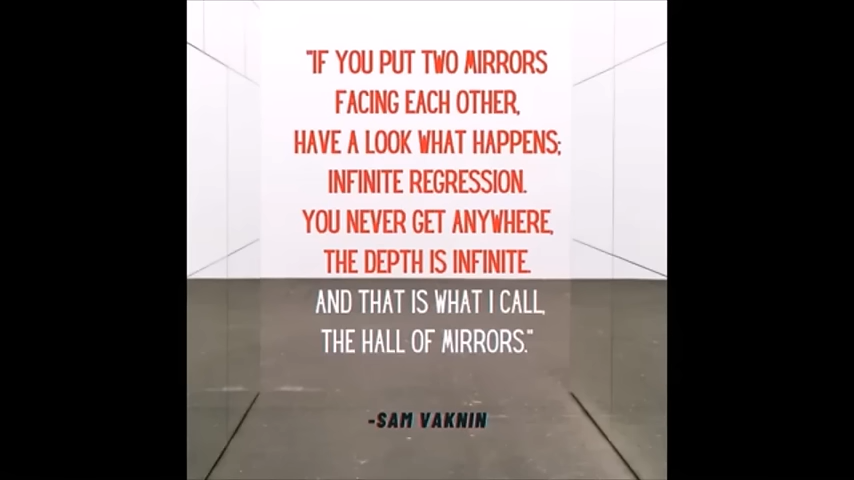 "IF YOU PUT TWO MIRRORS
FACING EACH OTHER,
HAVE A LOOK WHAT HAPPENS;
INFINITE REGRESSION.
YOU NEVER GET ANYWHERE,
THE DEPTH IS INFINITE.
AND THAT IS WHAT I CALL,
THE HALL OF MIRRORS."
-SAM VAKNIN